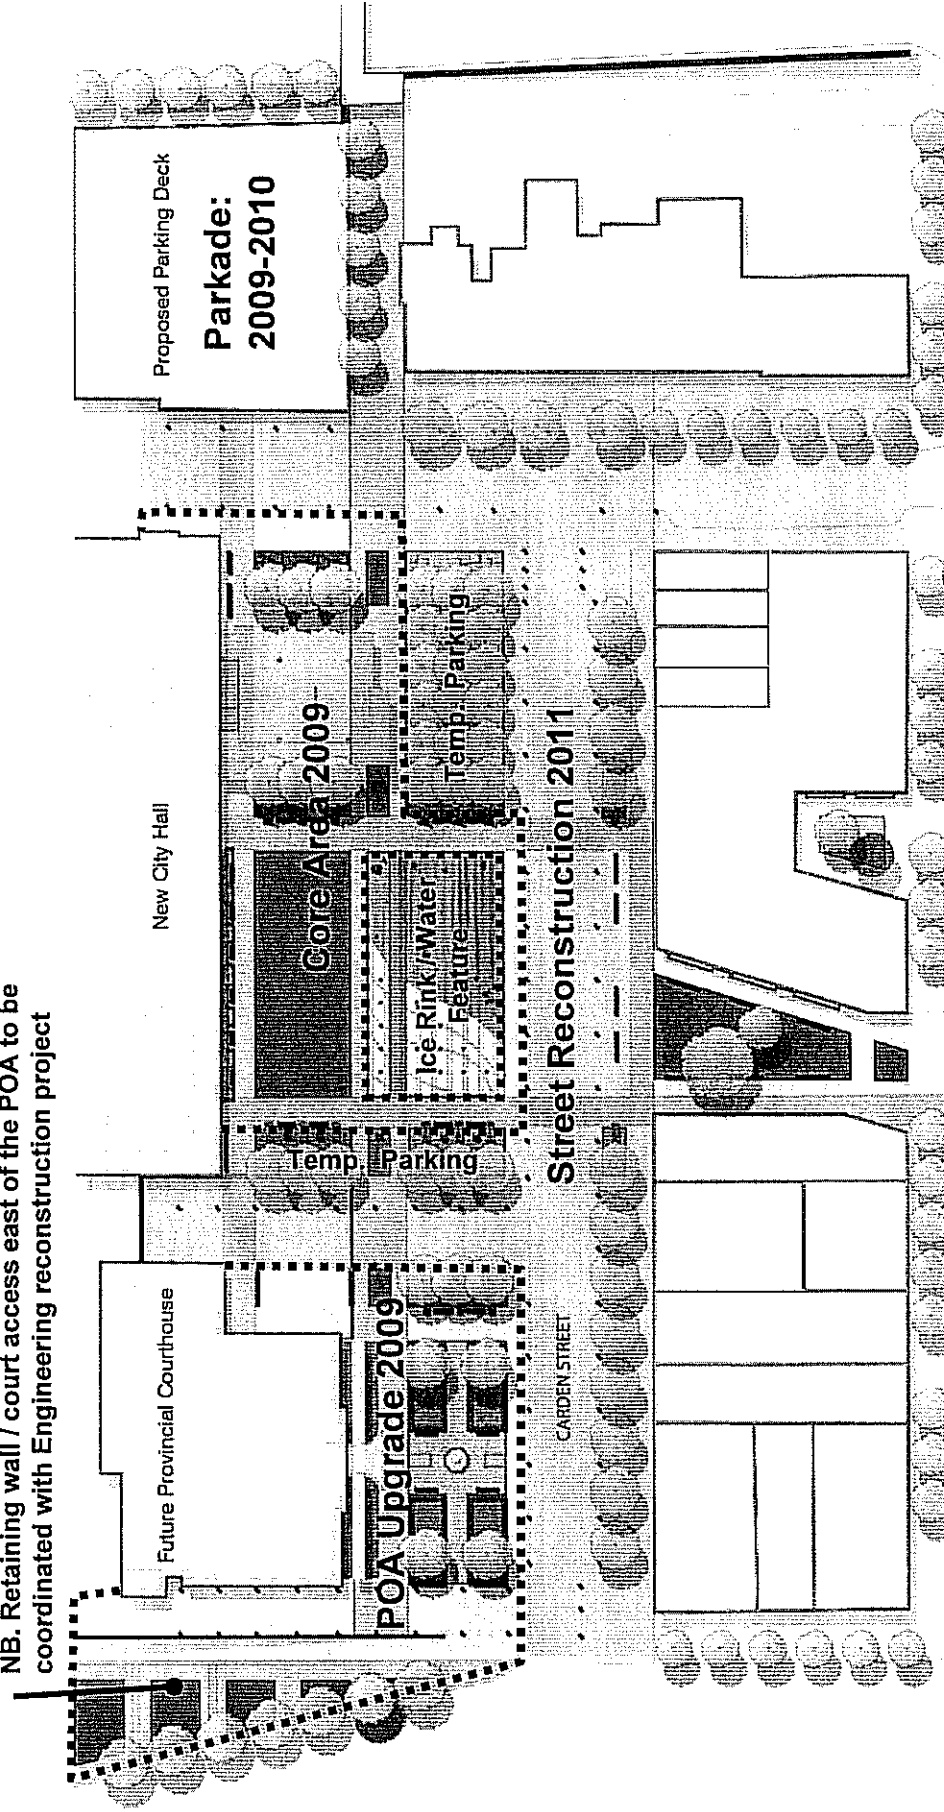 NB. Retaining wall / court access east of the POA to be
coordinated with Engineering reconstruction project
Future Provincial Courthouse
New City Hall
Proposed Parking Deck
Parkade:
2009-2010
POA Upgrade 2009
Temp. Parking
Core Area 2009
Ice Rink / Water
Feature
Temp. Parking
CARDEN STREET
Street Reconstruction 2011